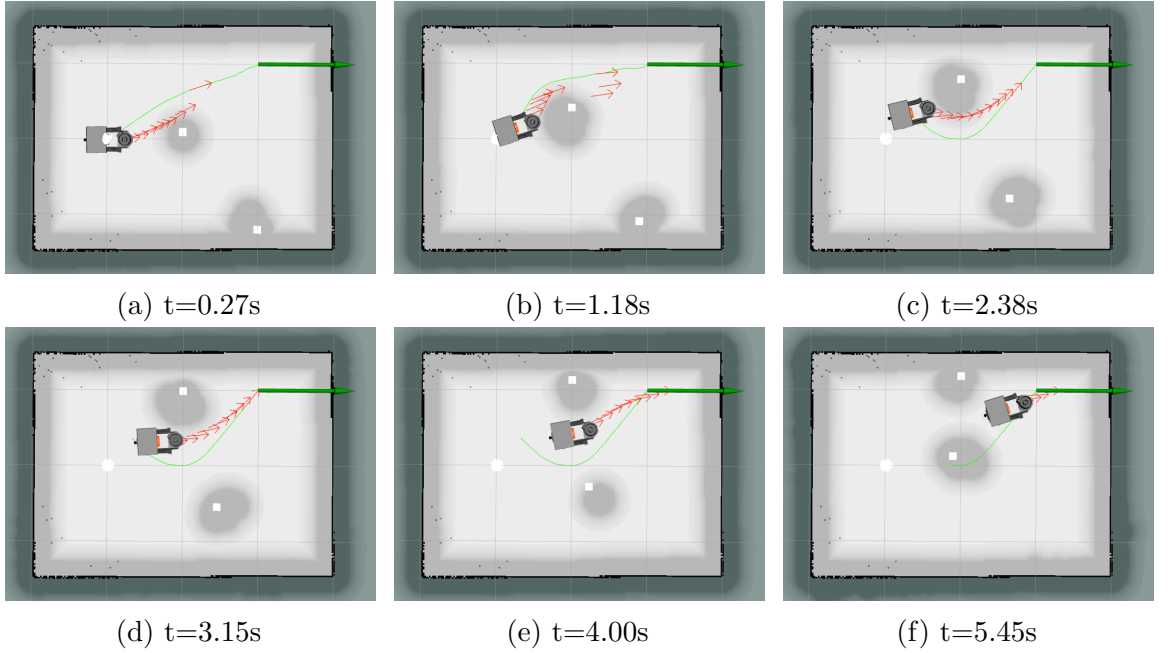 (a) t=0.27s
(b) t=1.18s
(c) t=2.38s
(d) t=3.15s
(e) t=4.00s
(f) t=5.45s